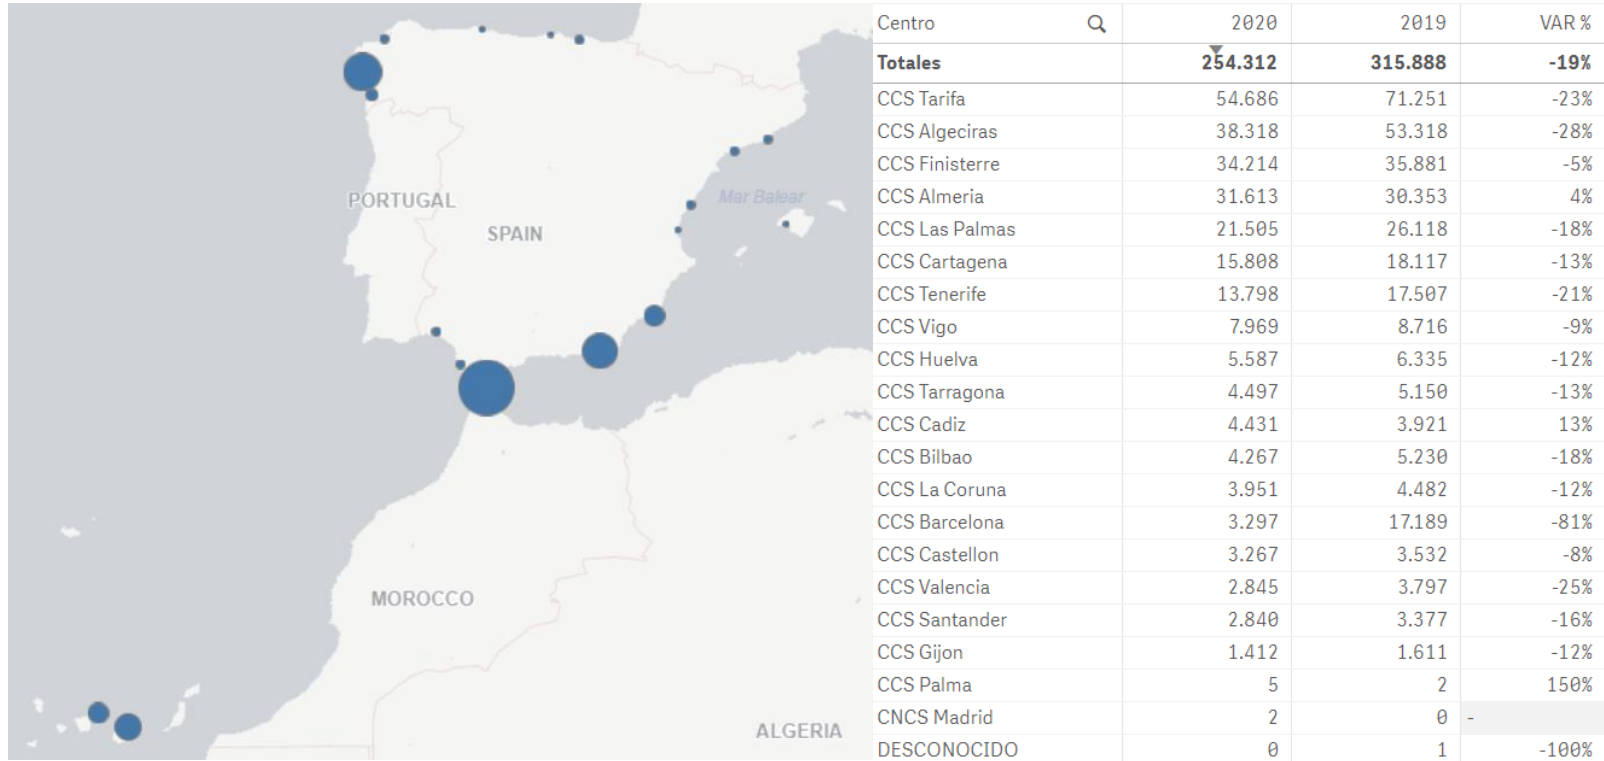 PORTUGAL
SPAIN
Mar Balear
MOROCCO
ALGERIA
Centro 2020 2019 VAR %
Totales 254.312 315.888 -19%
CCS Tarifa 54.686 71.251 -23%
CCS Algeciras 38.318 53.318 -28%
CCS Finisterre 34.214 35.881 -5%
CCS Almeria 31.613 30.353 4%
CCS Las Palmas 21.505 26.118 -18%
CCS Cartagena 15.808 18.117 -13%
CCS Tenerife 13.798 17.507 -21%
CCS Vigo 7.969 8.716 -9%
CCS Huelva 5.587 6.335 -12%
CCS Tarragona 4.497 5.150 -13%
CCS Cadiz 4.431 3.921 13%
CCS Bilbao 4.267 5.230 -18%
CCS La Coruna 3.951 4.482 -12%
CCS Barcelona 3.297 17.189 -81%
CCS Castellon 3.267 3.532 -8%
CCS Valencia 2.845 3.797 -25%
CCS Santander 2.840 3.377 -16%
CCS Gijon 1.412 1.611 -12%
CCS Palma 5 2 150%
CNCS Madrid 2 0 -
DESCONOCIDO 0 1 -100%